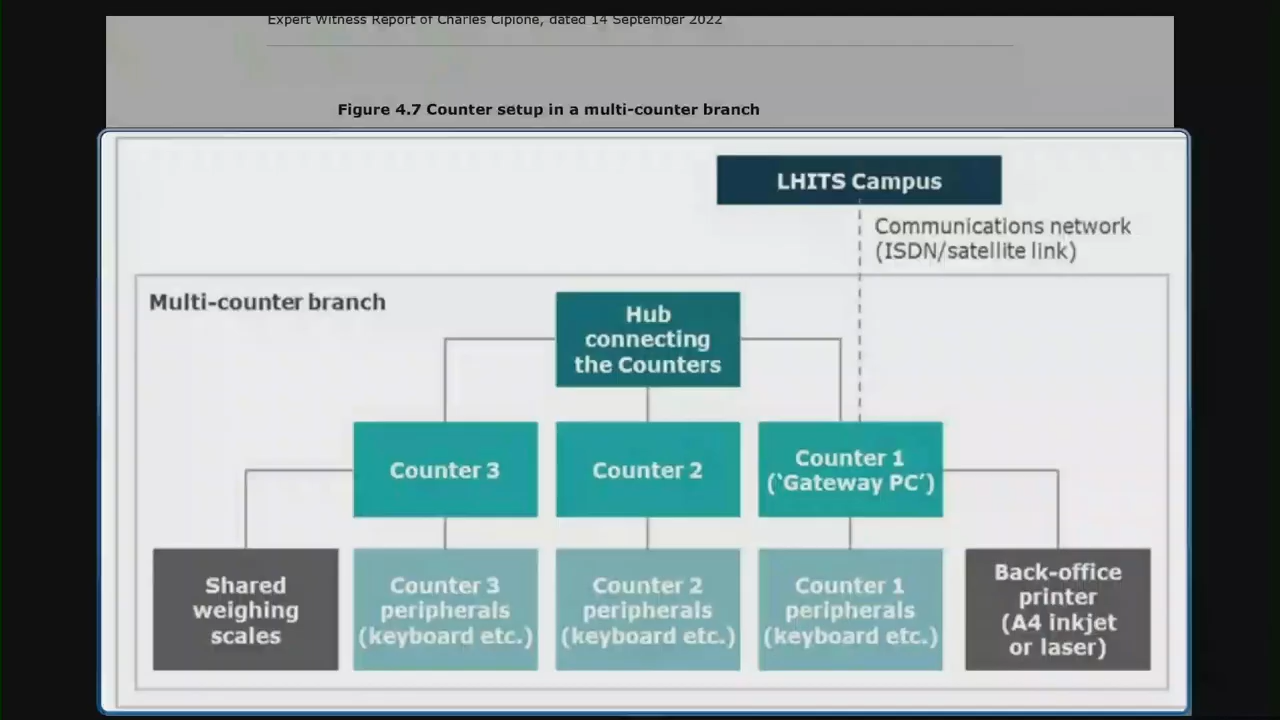 Expert Witness Report of Charles Cipione, dated 14 September 2022
Figure 4.7 Counter setup in a multi-counter branch
LHITS Campus
Communications network
(ISDN/satellite link)
Multi-counter branch
Hub
connecting
the Counters
Counter 3
Counter 2
Counter 1
(‘Gateway PC’)
Shared
weighing
scales
Counter 3
peripherals
(keyboard etc.)
Counter 2
peripherals
(keyboard etc.)
Counter 1
peripherals
(keyboard etc.)
Back-office
printer
(A4 inkjet
or laser)